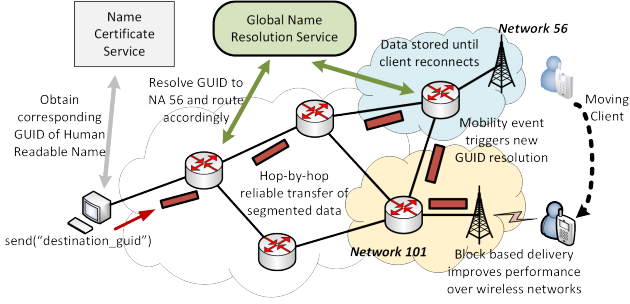 Name
Certificate
Service
Global Name
Resolution Service
Network 56
Data stored until
client reconnects
Resolve GUID to
NA 56 and route
accordingly
Obtain
corresponding
GUID of Human
Readable Name
Moving
Client
Mobility event
triggers new
GUID resolution
Hop-by-hop
reliable transfer of
segmented data
send("destination_guid")
Network 101
Block based delivery
improves performance
over wireless networks